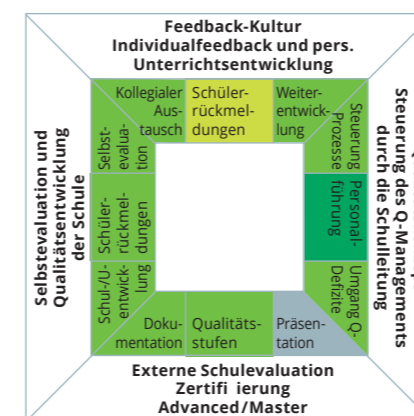 Feedback-Kultur
Individualfeedback und pers.
Unterrichtsentwicklung
Kollegialer
Aus-
tausch
Schüler-
rückmel-
dungen
Weiter-
entwick-
lung
Steuerung
Prozesse
Personal-
führung
Umgang Q-
Defizite
Steuerung des Q-Managements
durch die Schulleitung
Selbstevaluation und
Qualitätsentwicklung
der Schule
Selbst-
evalua-
tion
Schüler-
rückmel-
dungen
Schul-/U-
entwick-
lung
Doku-
mentation
Qualitäts-
stufen
Präsen-
tation
Externe Schulevaluation
Zertifi zierung
Advanced/Master